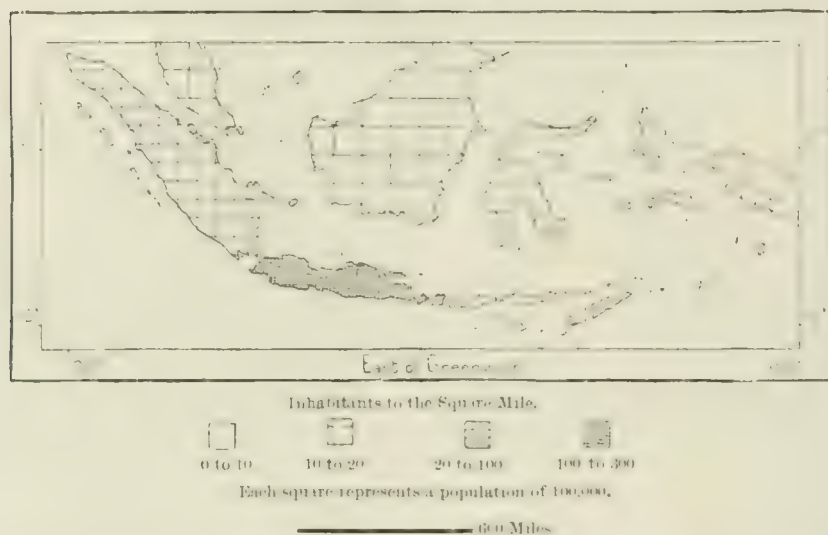 Inhabitants to the Square Mile.
0 to 10 10 to 20 20 to 100 100 to 300
Each square represents a population of 100,000.
600 Miles